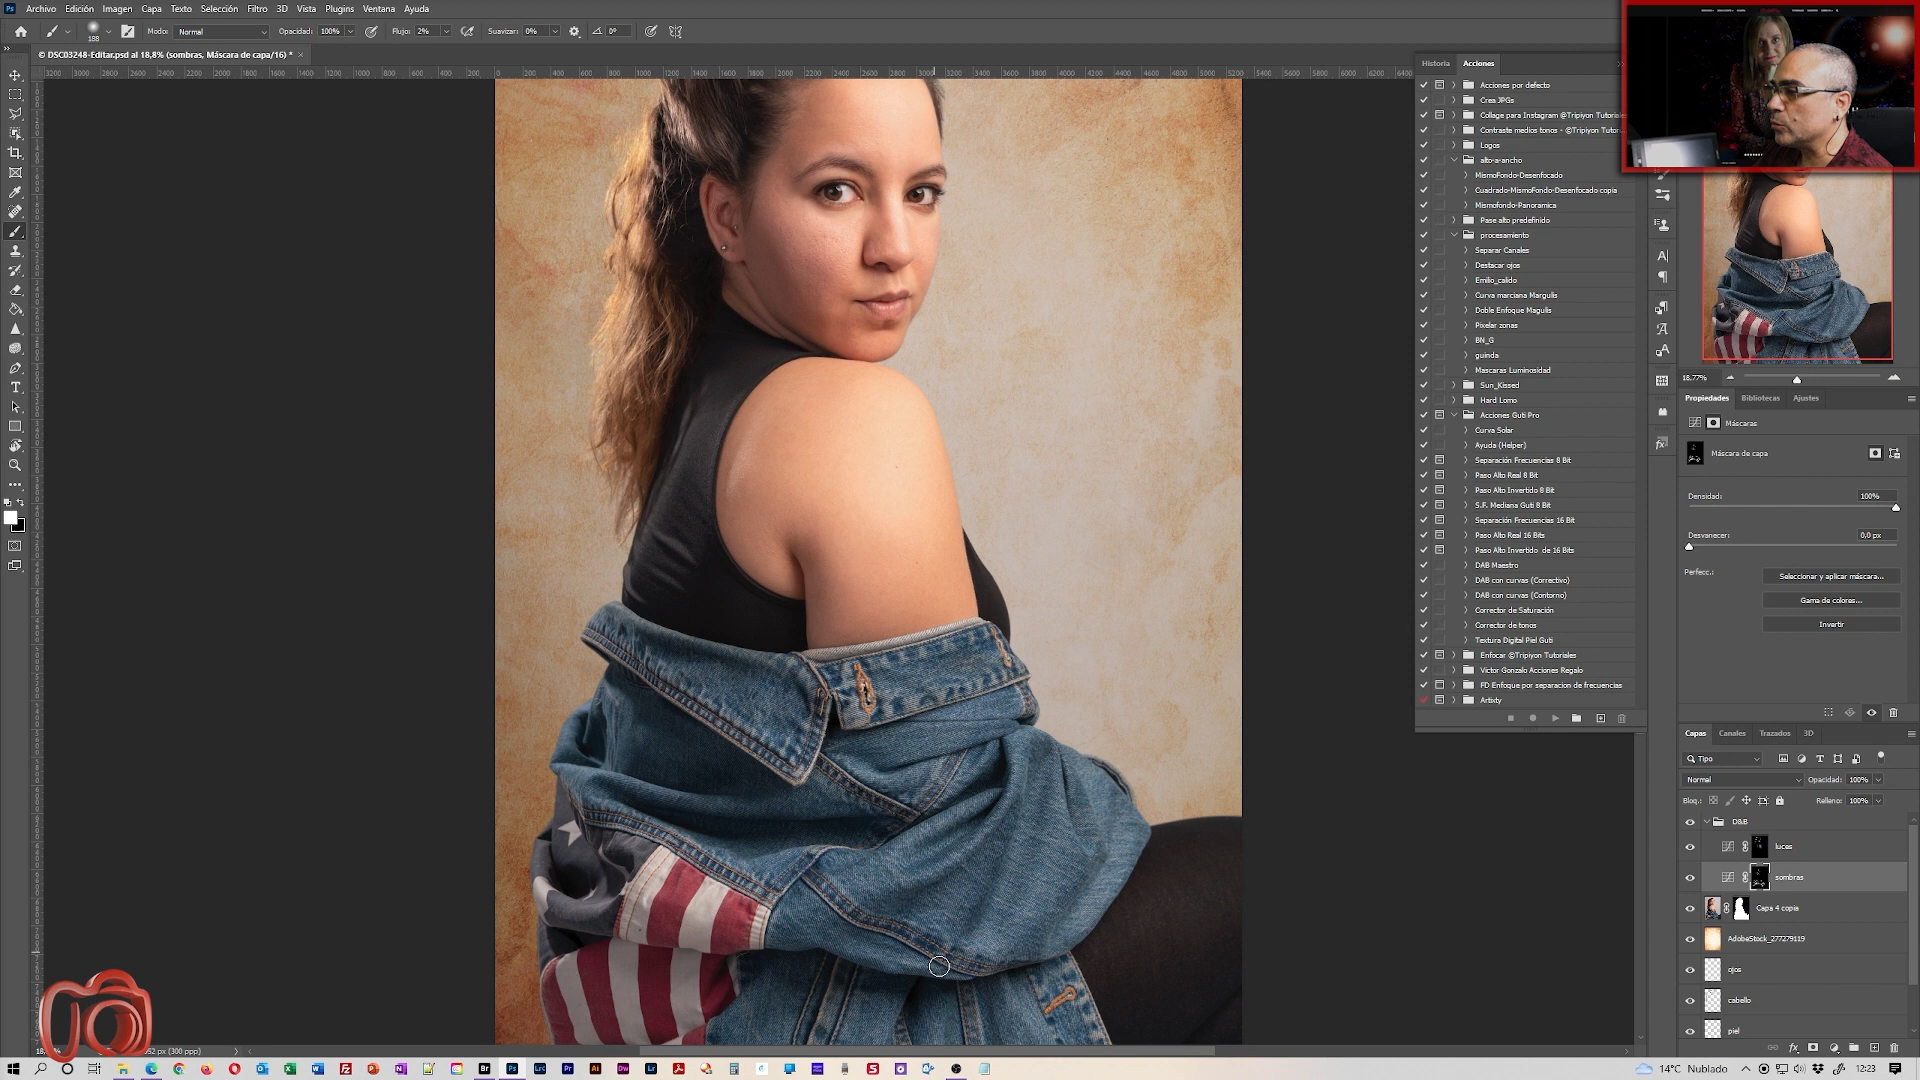 Archivo Edición Imagen Capa Texto Selección Filtro 3D Vista Plugins Ventana Ayuda
188 Modo: Normal Opacidad: 100% Flujo: 2% Suavizar: 0% 0°
© DSC03248-Editar.psd al 18,8% (sombras, Máscara de capa/16) *
Historia Acciones
Acciones por defecto
Crea JPGs
Collage para Instagram @Tripiyon Tutoriale
Contraste medios tonos - ©Tripiyon Tutor
Logos
alto-a-ancho
MismoFondo-Desenfocado
Cuadrado-MismoFondo-Desenfocado copia
Mismofondo-Panoramica
Pase alto predefinido
procesamiento
Separar Canales
Destacar ojos
Emilio_calido
Curva marciana Margulis
Doble Enfoque Magulis
Pixelar zonas
BN_G
guinda
Mascaras Luminosidad
Sun_Kissed
Hard Lomo
Acciones Guti Pro
Curva Solar
Ayuda (Helper)
Separación Frecuencias 8 Bit
Paso Alto Real 8 Bit
Paso Alto Invertido 8 Bit
S.F. Mediana Guti 8 Bit
Separación Frecuencias 16 Bit
Paso Alto Real 16 Bits
Paso Alto Invertido de 16 Bits
DAB Maestro
DAB con curvas (Correctivo)
DAB con curvas (Contorno)
Corrector de Saturación
Corrector de tonos
Textura Digital Piel Guti
Enfocar ©Tripiyon Tutoriales
Victor Gonzalo Acciones Regalo
FD Enfoque por separacion de frecuencias
Artixty
18,77%
Propiedades Bibliotecas Ajustes
Máscaras
Máscara de capa
Densidad: 100%
Desvanecer: 0,0 px
Perfecc.: Seleccionar y aplicar máscara...
Gama de colores...
Invertir
Capas Canales Trazados 3D
Tipo
Normal Opacidad: 100%
Bloq.: Relleno: 100%
D&B
luces
sombras
Capa 4 copia
AdobeStock_277279119
ojos
cabello
piel
952 px (300 ppp)
14°C Nublado 12:23